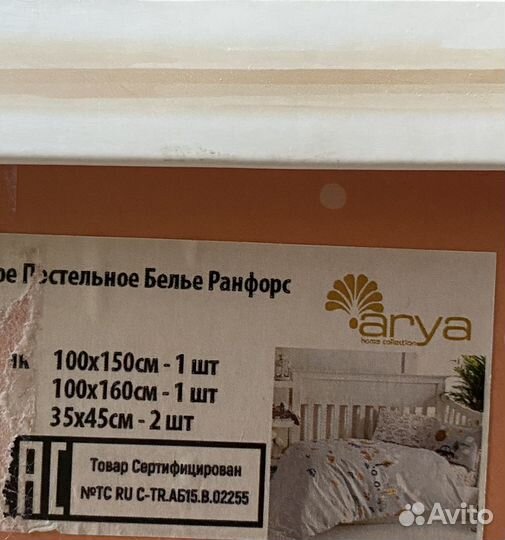 Постельное Белье Ранфорс
arya
home collection
100x150см - 1 шт
100x160см - 1 шт
35x45см - 2 шт
EAC
Товар Сертифицирован
№TC RU C-TR.АБ15.В.02255
Avito